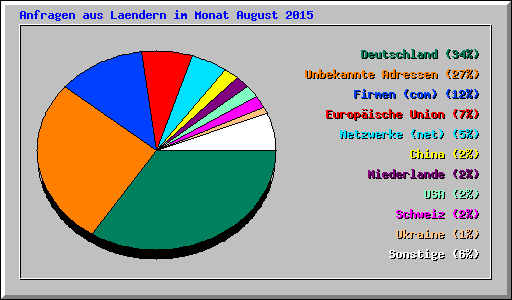 Anfragen aus Laendern im Monat August 2015
Deutschland (34%)
Unbekannte Adressen (27%)
Firmen (com) (12%)
Europäische Union (7%)
Netzwerke (net) (5%)
China (2%)
Niederlande (2%)
USA (2%)
Schweiz (2%)
Ukraine (1%)
Sonstige (6%)